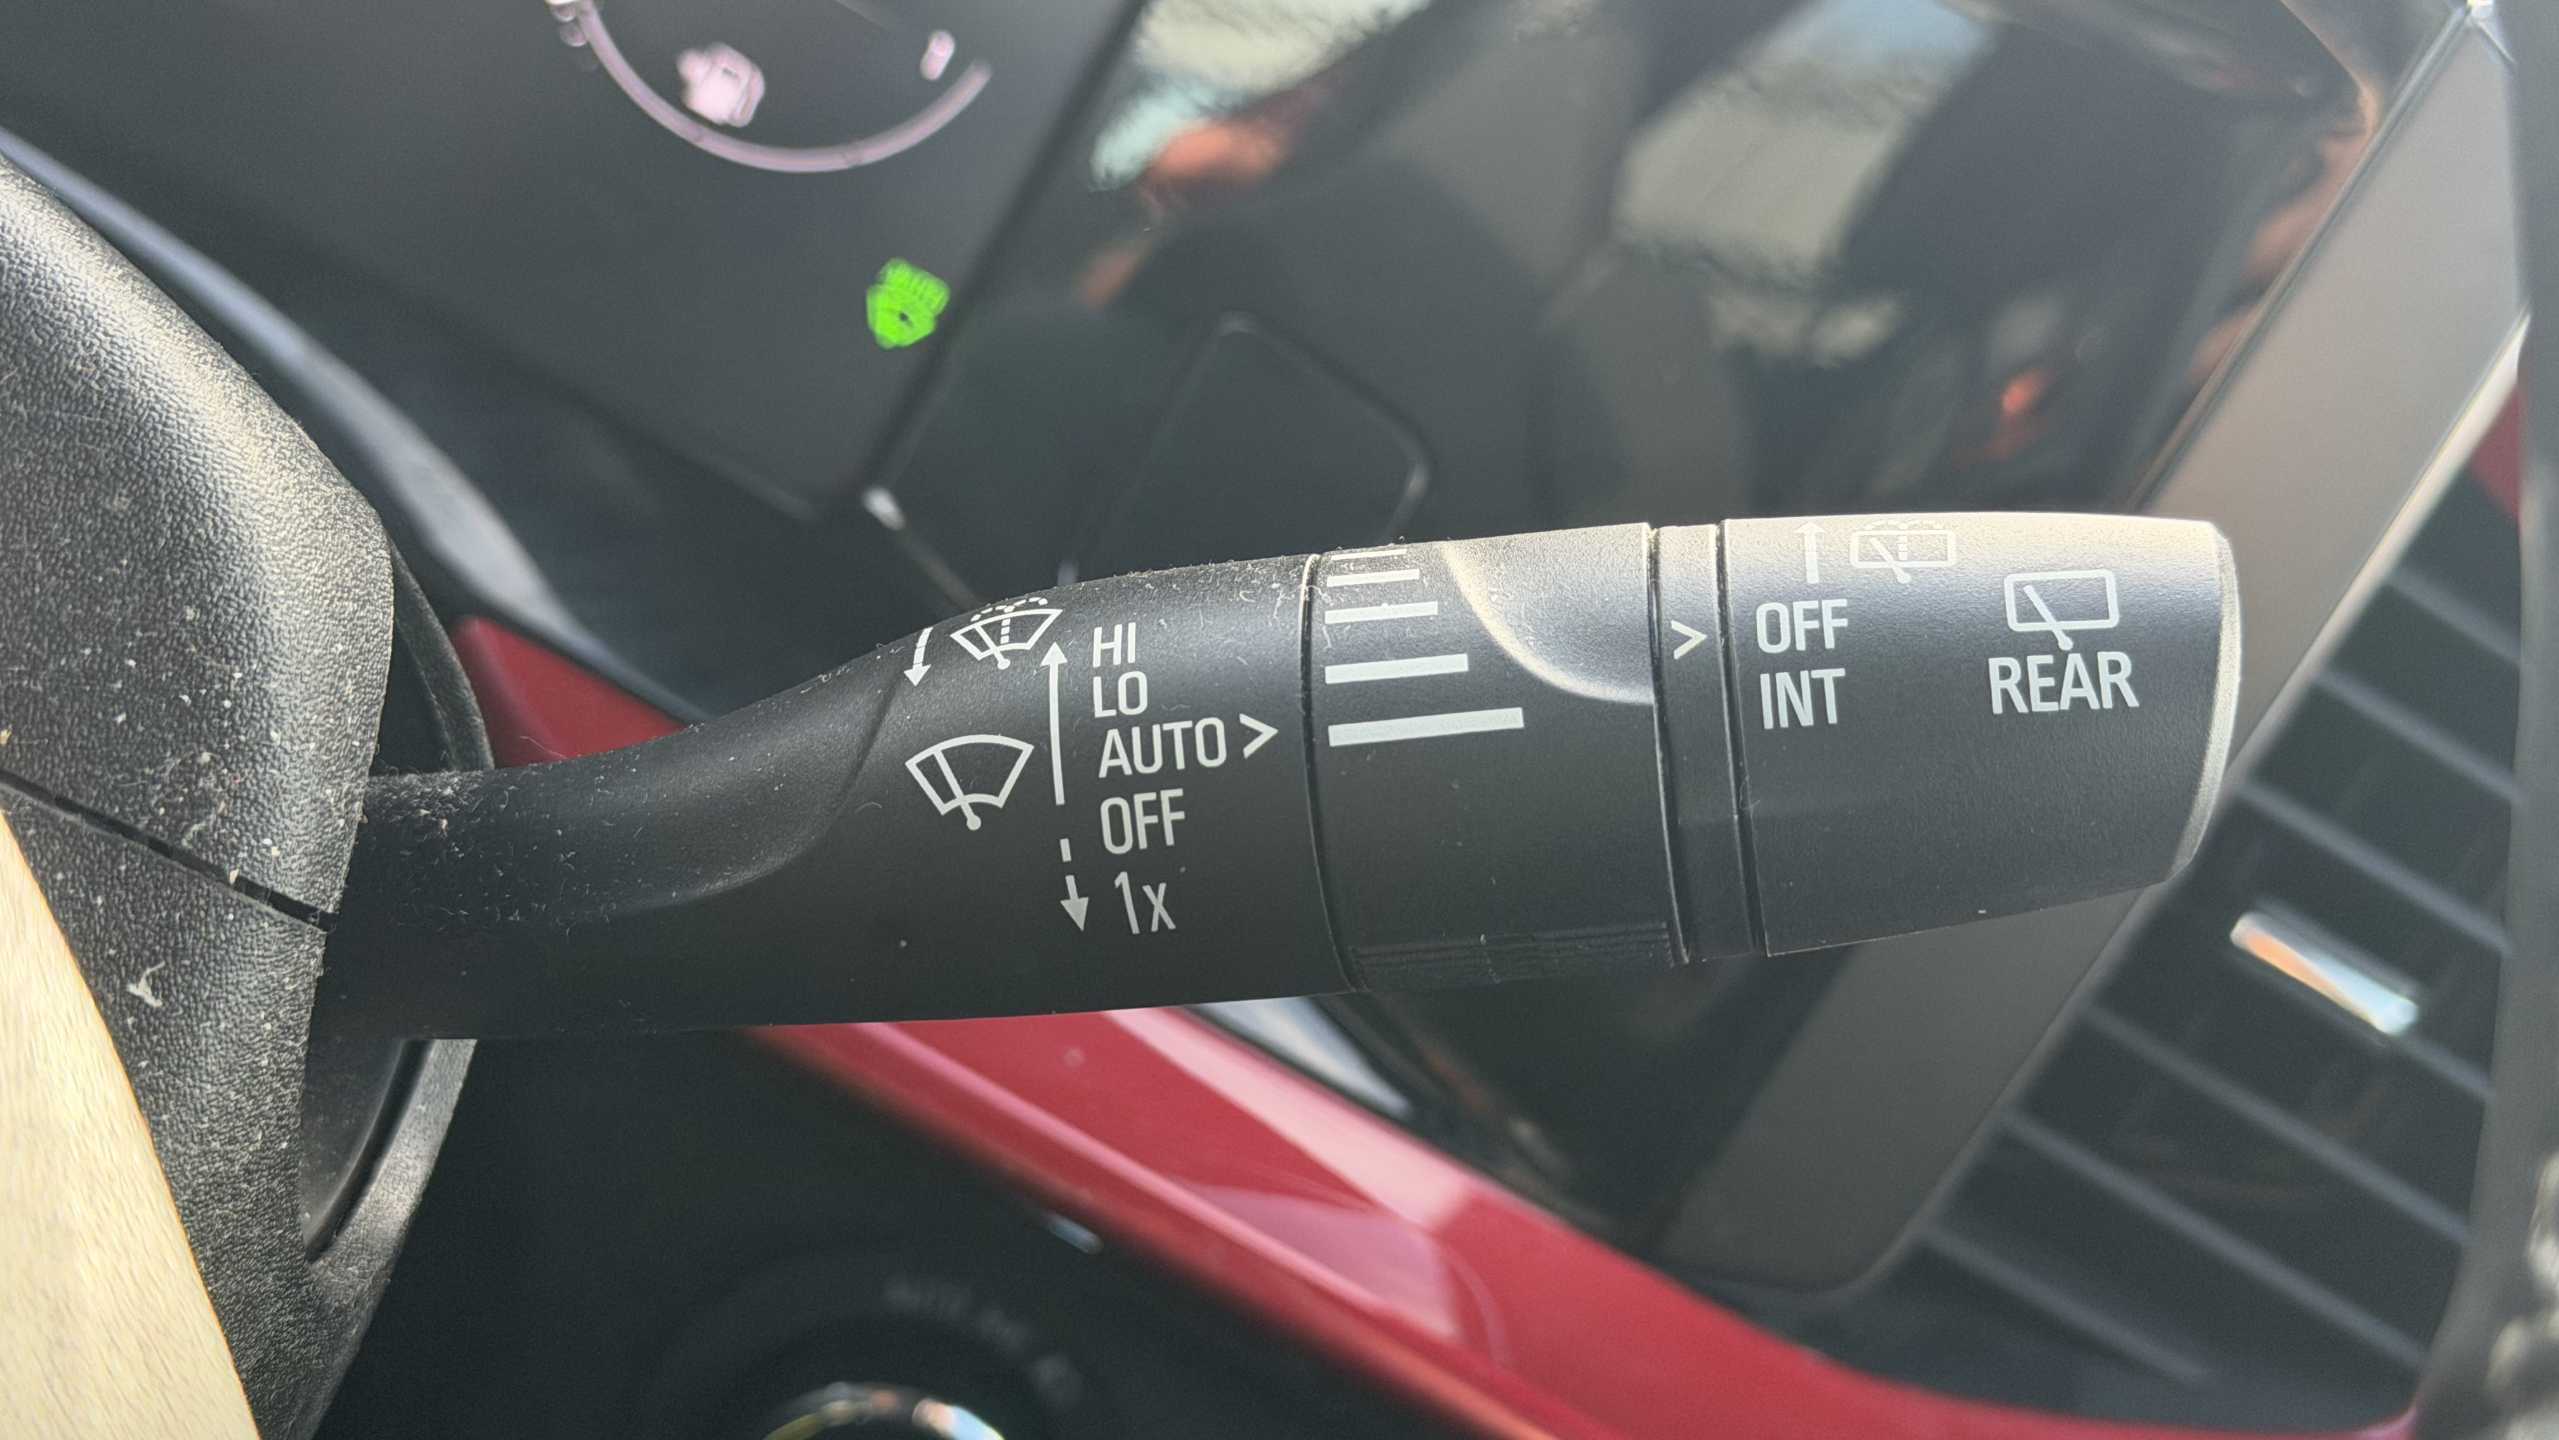 HI
LO
AUTO >
OFF
1x
>
OFF
INT
REAR